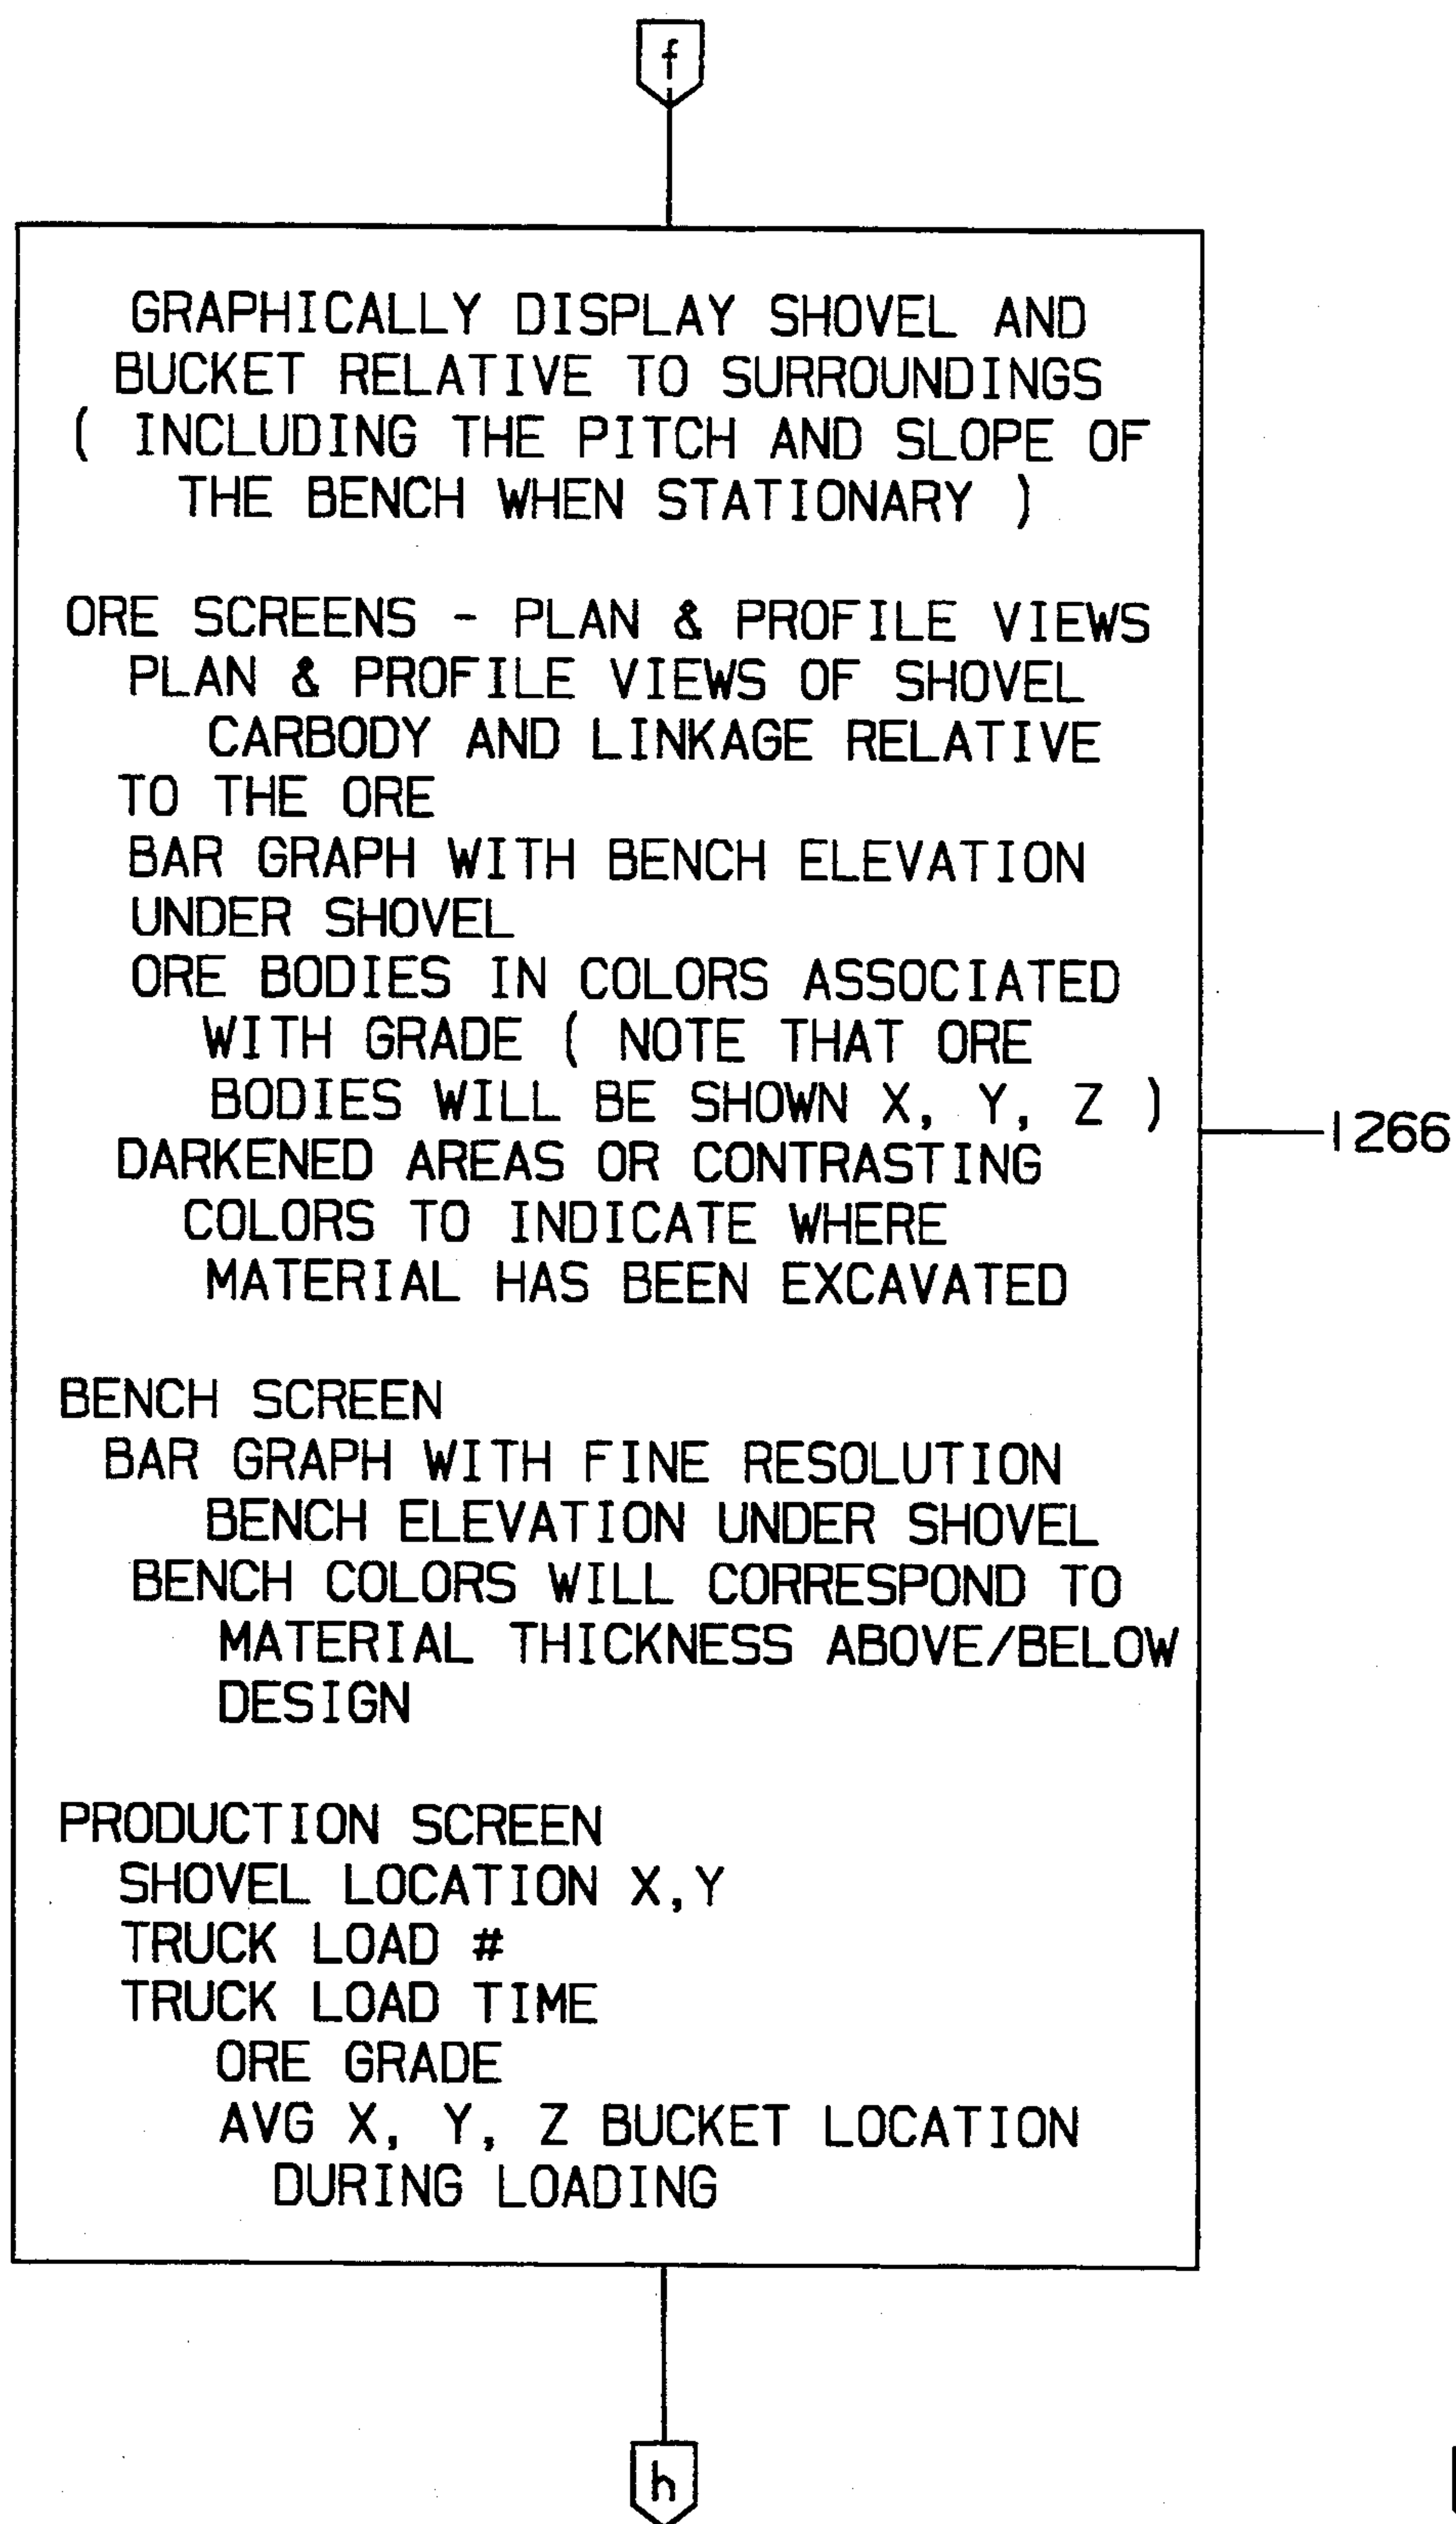 f
GRAPHICALLY DISPLAY SHOVEL AND
BUCKET RELATIVE TO SURROUNDINGS
( INCLUDING THE PITCH AND SLOPE OF
THE BENCH WHEN STATIONARY )
ORE SCREENS - PLAN & PROFILE VIEWS
PLAN & PROFILE VIEWS OF SHOVEL
CARBODY AND LINKAGE RELATIVE
TO THE ORE
BAR GRAPH WITH BENCH ELEVATION
UNDER SHOVEL
ORE BODIES IN COLORS ASSOCIATED
WITH GRADE ( NOTE THAT ORE
BODIES WILL BE SHOWN X, Y, Z )
DARKENED AREAS OR CONTRASTING
COLORS TO INDICATE WHERE
MATERIAL HAS BEEN EXCAVATED
BENCH SCREEN
BAR GRAPH WITH FINE RESOLUTION
BENCH ELEVATION UNDER SHOVEL
BENCH COLORS WILL CORRESPOND TO
MATERIAL THICKNESS ABOVE/BELOW
DESIGN
PRODUCTION SCREEN
SHOVEL LOCATION X,Y
TRUCK LOAD #
TRUCK LOAD TIME
ORE GRADE
AVG X, Y, Z BUCKET LOCATION
DURING LOADING
1266
h